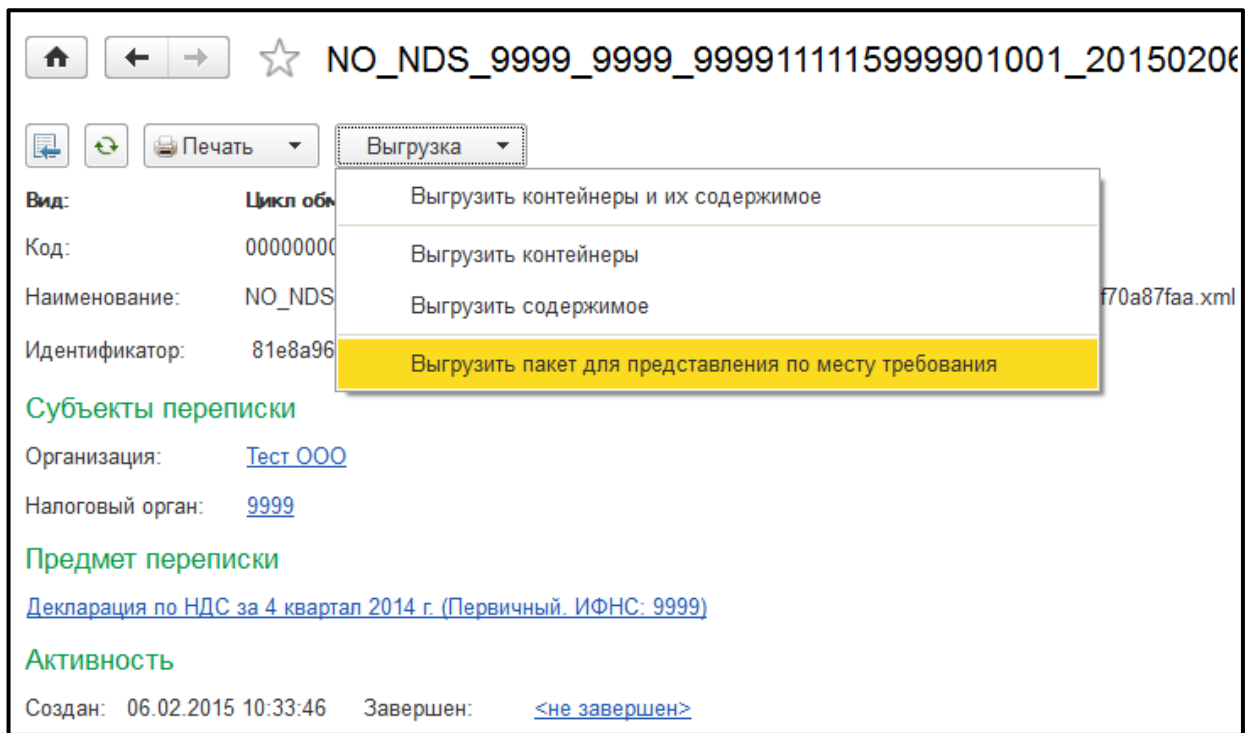 NO_NDS_9999_9999_9999111115999901001_20150206
Печать Выгрузка
Вид: Цикл обм
Выгрузить контейнеры и их содержимое
Код: 00000000
Выгрузить контейнеры
Наименование: NO_NDS f70a87faa.xml
Выгрузить содержимое
Идентификатор: 81e8a96
Выгрузить пакет для представления по месту требования
Субъекты переписки
Организация: Тест ООО
Налоговый орган: 9999
Предмет переписки
Декларация по НДС за 4 квартал 2014 г. (Первичный. ИФНС: 9999)
Активность
Создан: 06.02.2015 10:33:46 Завершен: <не завершен>